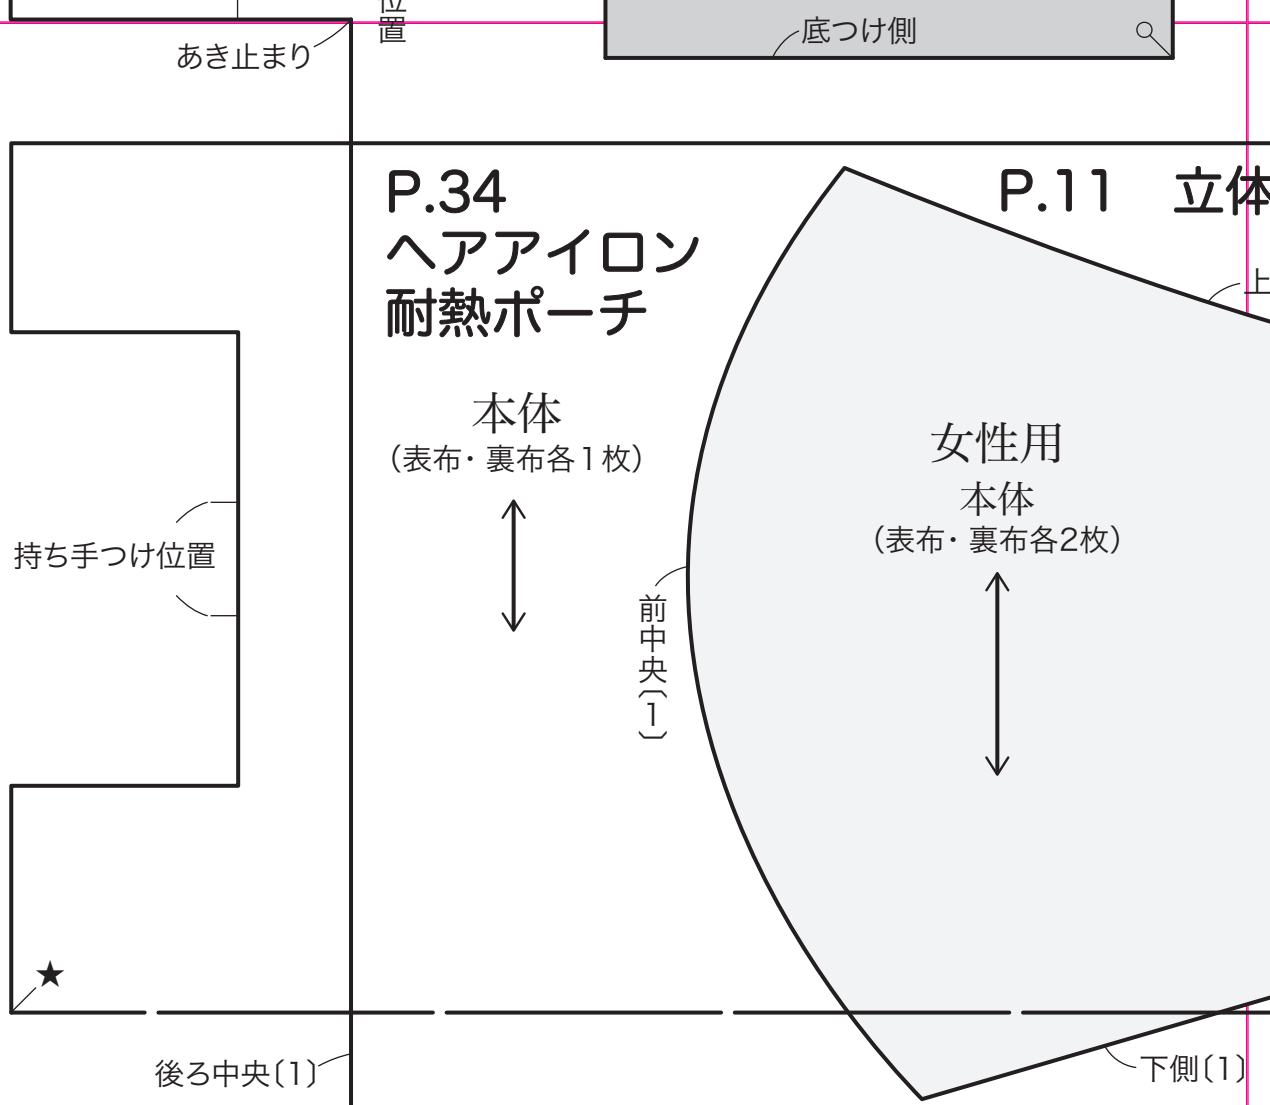 位置
底つけ側
あき止まり
P.34
ヘアアイロン
耐熱ポーチ
P.11 立体
上
本体
（表布・裏布各1枚）
女性用
本体
（表布・裏布各2枚）
持ち手つけ位置
前中央〔1〕
★
後ろ中央〔1〕
下側〔1〕